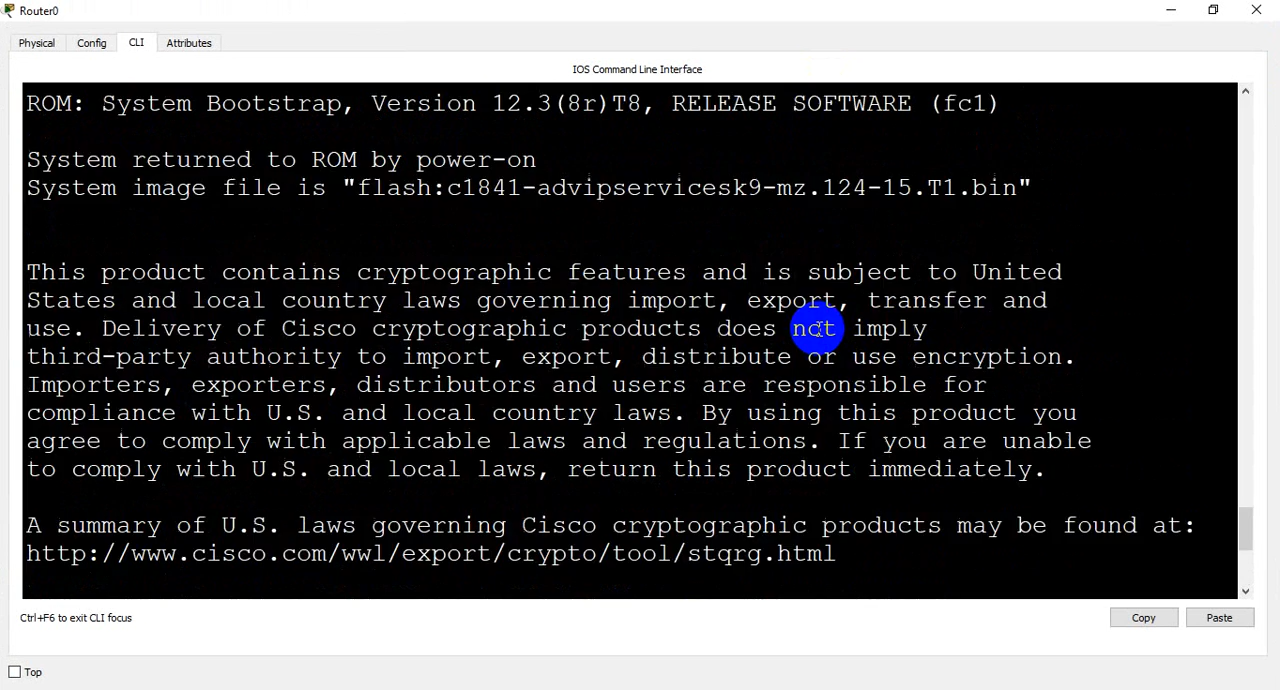 Router0
Physical Config CLI Attributes
IOS Command Line Interface
ROM: System Bootstrap, Version 12.3(8r)T8, RELEASE SOFTWARE (fc1)
System returned to ROM by power-on
System image file is "flash:c1841-advipservicesk9-mz.124-15.T1.bin"
This product contains cryptographic features and is subject to United
States and local country laws governing import, export, transfer and
use. Delivery of Cisco cryptographic products does not imply
third-party authority to import, export, distribute or use encryption.
Importers, exporters, distributors and users are responsible for
compliance with U.S. and local country laws. By using this product you
agree to comply with applicable laws and regulations. If you are unable
to comply with U.S. and local laws, return this product immediately.
A summary of U.S. laws governing Cisco cryptographic products may be found at:
http://www.cisco.com/wwl/export/crypto/tool/stqrg.html
Ctrl+F6 to exit CLI focus
Copy Paste
Top